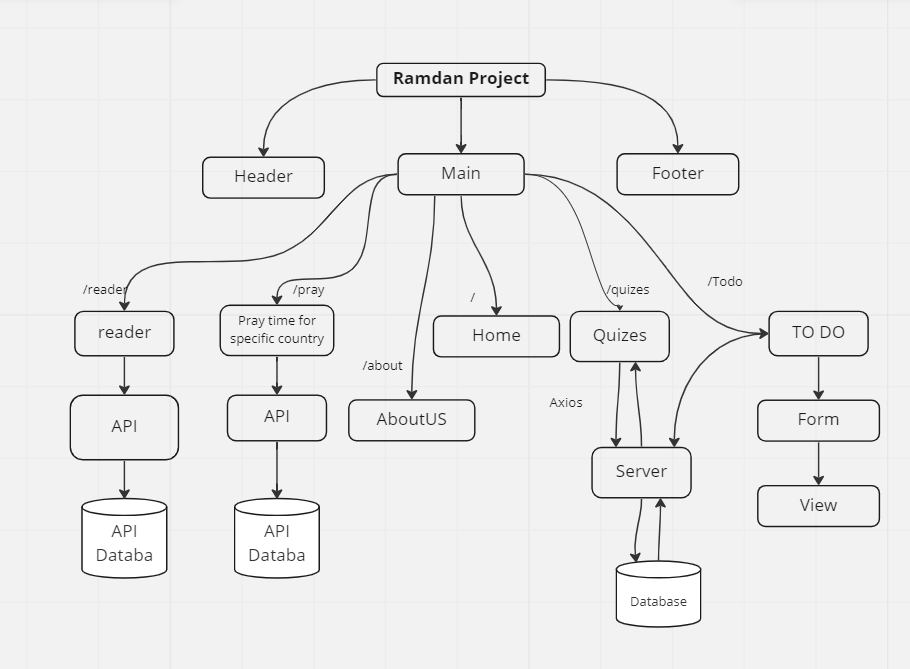 Ramdan Project
Header
Main
Footer
/reader
/pray
/
/quizes
/Todo
reader
Pray time for
specific country
Home
Quizes
TO DO
/about
API
API
AboutUS
Axios
Form
Server
View
API
Databa
API
Databa
Database